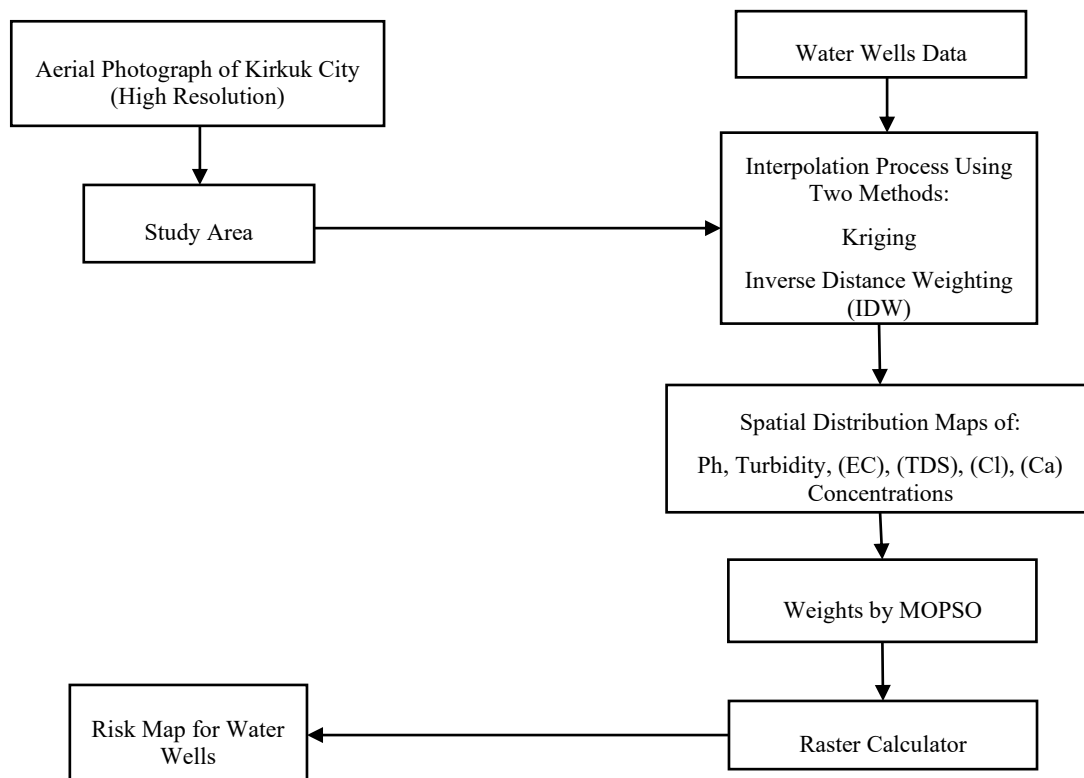 Aerial Photograph of Kirkuk City
(High Resolution)
Water Wells Data
Study Area
Interpolation Process Using
Two Methods:
Kriging
Inverse Distance Weighting
(IDW)
Spatial Distribution Maps of:
Ph, Turbidity, (EC), (TDS), (Cl), (Ca)
Concentrations
Weights by MOPSO
Raster Calculator
Risk Map for Water
Wells